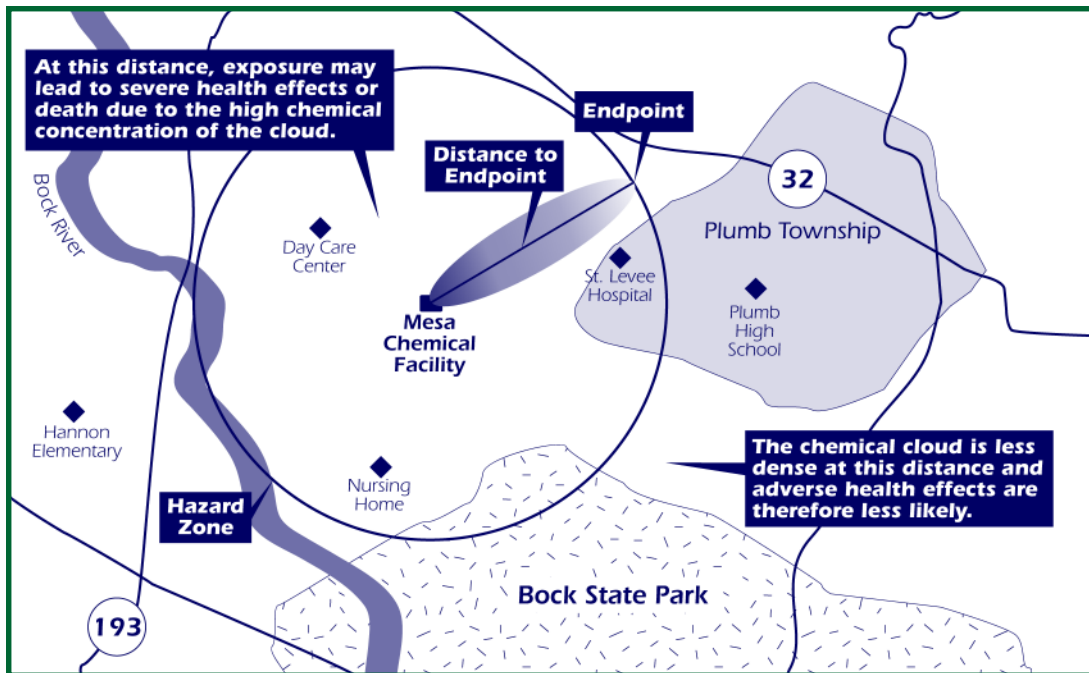 At this distance, exposure may
lead to severe health effects or
death due to the high chemical
concentration of the cloud.
Endpoint
Distance to
Endpoint
32
Bock River
Day Care
Center
Plumb Township
St. Levee
Hospital
Plumb
High
School
Mesa
Chemical
Facility
Hannon
Elementary
The chemical cloud is less
dense at this distance and
adverse health effects are
therefore less likely.
Nursing
Home
Hazard
Zone
Bock State Park
193